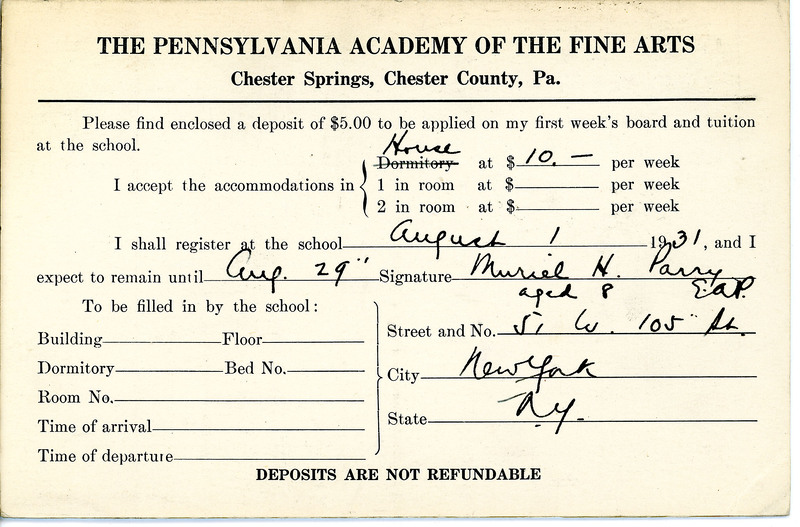 THE PENNSYLVANIA ACADEMY OF THE FINE ARTS
Chester Springs, Chester County, Pa.
Please find enclosed a deposit of $5.00 to be applied on my first week's board and tuition
at the school.
House
Dormitory at $ 10. — per week
I accept the accommodations in 1 in room at $ per week
2 in room at $ per week
I shall register at the school August 1 1931, and I
expect to remain until Aug. 29" Signature Muriel H. Parry
aged 8 E.a.P.
To be filled in by the school:
Building Floor
Street and No. 51 W. 105" St.
Dormitory Bed No.
City New York
Room No.
State N.Y.
Time of arrival
Time of departure
DEPOSITS ARE NOT REFUNDABLE